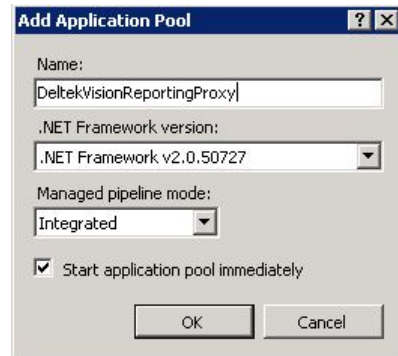 Add Application Pool
Name:
DeltekVisionReportingProxy
.NET Framework version:
.NET Framework v2.0.50727
Managed pipeline mode:
Integrated
Start application pool immediately
OK Cancel